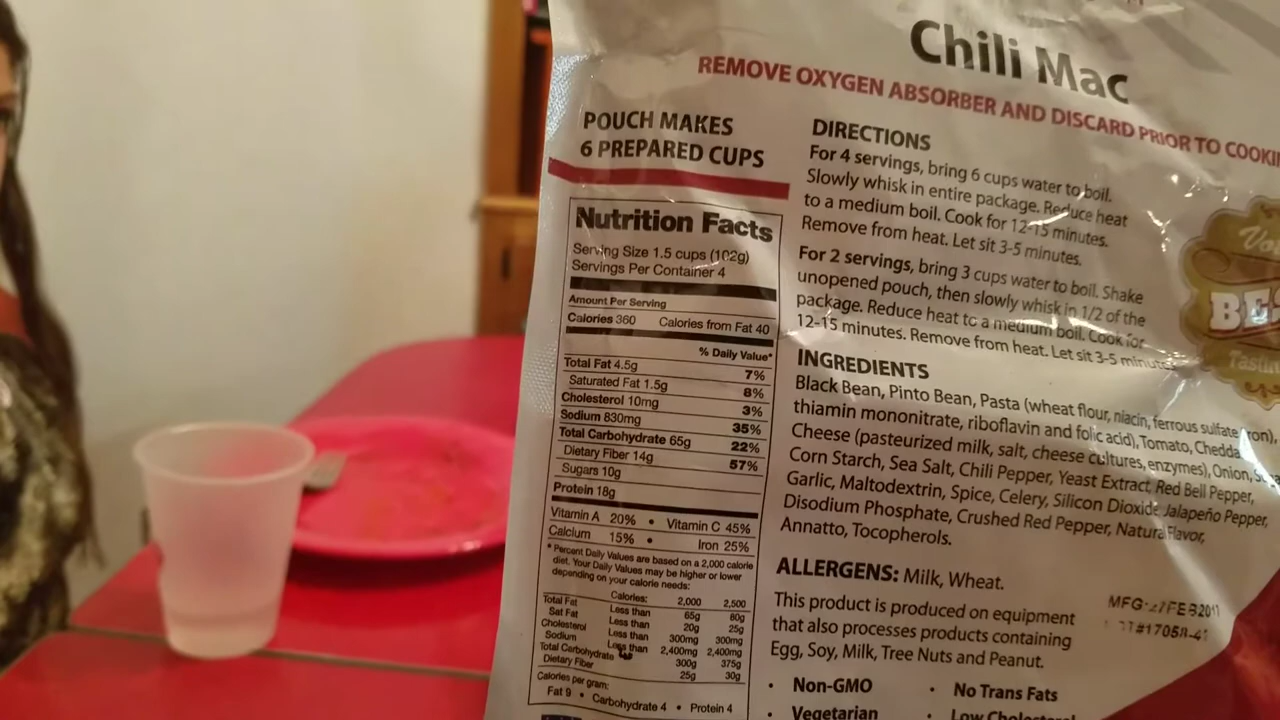 Chili Mac
REMOVE OXYGEN ABSORBER AND DISCARD PRIOR TO
POUCH MAKES
6 PREPARED CUPS
Nutrition Facts
Serving Size 1.5 cups (102g)
Servings Per Container 4
Amount Per Serving
Calories 360 Calories from Fat 40
% Daily Value*
Total Fat 4.5g 7%
Saturated Fat 1.5g 8%
Cholesterol 10mg 3%
Sodium 830mg 35%
Total Carbohydrate 65g 22%
Dietary Fiber 14g 57%
Sugars 10g
Protein 18g
Vitamin A 20% • Vitamin C 45%
Calcium 15% • Iron 25%
* Percent Daily Values are based on a 2,000 calorie
diet. Your Daily Values may be higher or lower
depending on your calorie needs:
Calories: 2,000 2,500
Total Fat Less than 65g 80g
Sat Fat Less than 20g 25g
Cholesterol Less than 300mg 300mg
Sodium Less than 2,400mg 2,400mg
Total Carbohydrate 300g 375g
Dietary Fiber 25g 30g
Calories per gram:
Fat 9 • Carbohydrate 4 • Protein 4
DIRECTIONS
For 4 servings, bring 6 cups water to boil.
Slowly whisk in entire package. Reduce heat
to a medium boil. Cook for 12-15 minutes.
Remove from heat. Let sit 3-5 minutes.
For 2 servings, bring 3 cups water to boil. Shake
unopened pouch, then slowly whisk in 1/2 of the
package. Reduce heat to a medium boil. Cook for
12-15 minutes. Remove from heat. Let sit 3-5 minutes.
INGREDIENTS
Black Bean, Pinto Bean, Pasta (wheat flour, niacin, ferrous sulfate (iron),
thiamin mononitrate, riboflavin and folic acid), Tomato,
Cheese (pasteurized milk, salt, cheese cultures, enzymes), Onion,
Corn Starch, Sea Salt, Chili Pepper, Yeast Extract, Red Bell Pepper,
Garlic, Maltodextrin, Spice, Celery, Silicon Dioxide, Jalapeño Pepper,
Disodium Phosphate, Crushed Red Pepper, Natural Flavor,
Annatto, Tocopherols.
ALLERGENS: Milk, Wheat.
This product is produced on equipment
that also processes products containing
Egg, Soy, Milk, Tree Nuts and Peanut.
MFG:
• Non-GMO
• Vegetarian
• No Trans Fats
Low Cholesterol